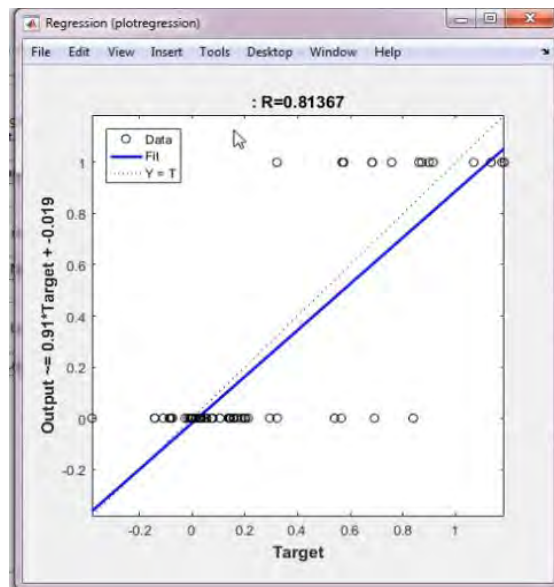 Regression (plotregression)
File Edit View Insert Tools Desktop Window Help
: R=0.81367
Data
Fit
Y = T
Output ~= 0.91*Target + -0.019
1
0.8
0.6
0.4
0.2
0
-0.2
-0.2 0 0.2 0.4 0.6 0.8 1
Target